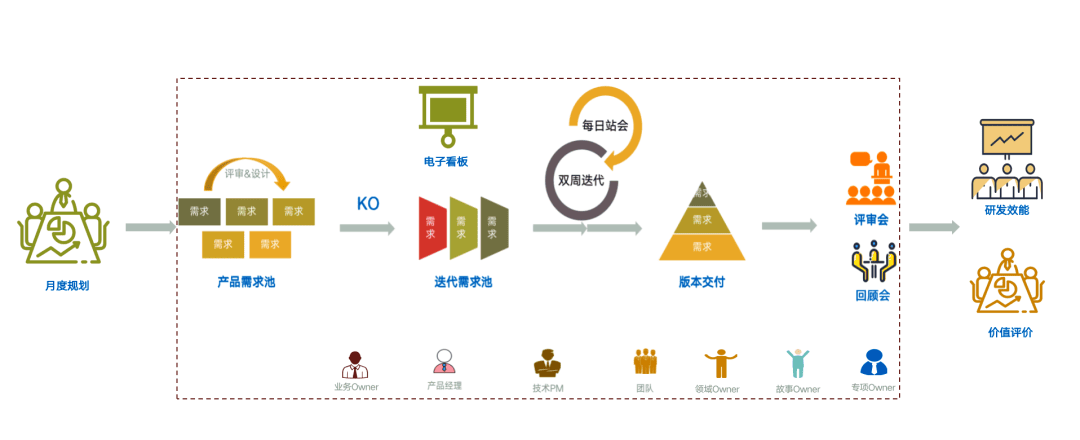 月度规划
评审&设计
需求
需求
需求
需求
需求
产品需求池
KO
电子看板
需求
需求
需求
迭代需求池
每日站会
双周迭代
需求
需求
需求
版本交付
评审会
回顾会
研发效能
价值评价
业务Owner
产品经理
技术PM
团队
领域Owner
故事Owner
专项Owner